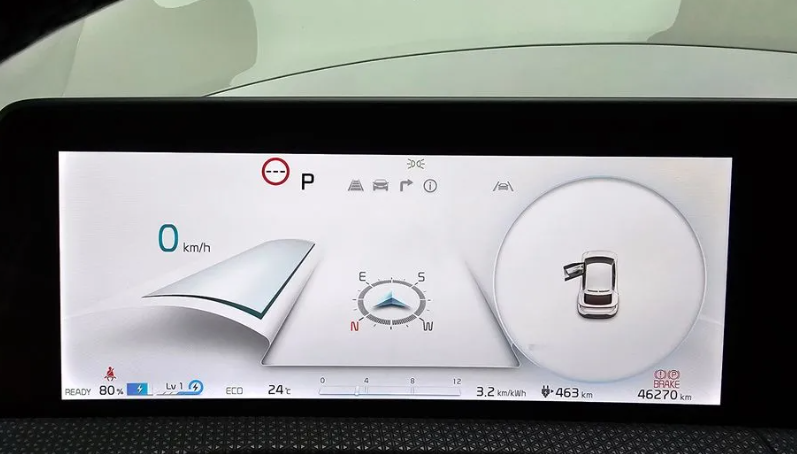 --- P
0 km/h
E S
N W
0 4 8 12
READY 80 % Lv 1 ECO 24°c 3.2 km/kWh 463 km
BRAKE
46270 km